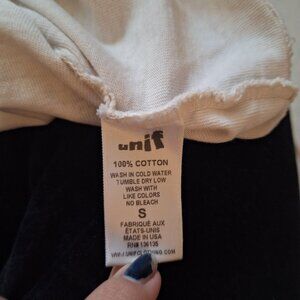 unif
100% COTTON
WASH IN COLD WATER
TUMBLE DRY LOW
WASH WITH
LIKE COLORS
NO BLEACH
S
FABRIQUÉ AUX
ÉTATS-UNIS
MADE IN USA
RN# 136135
WWW.UNIFCLOTHING.COM